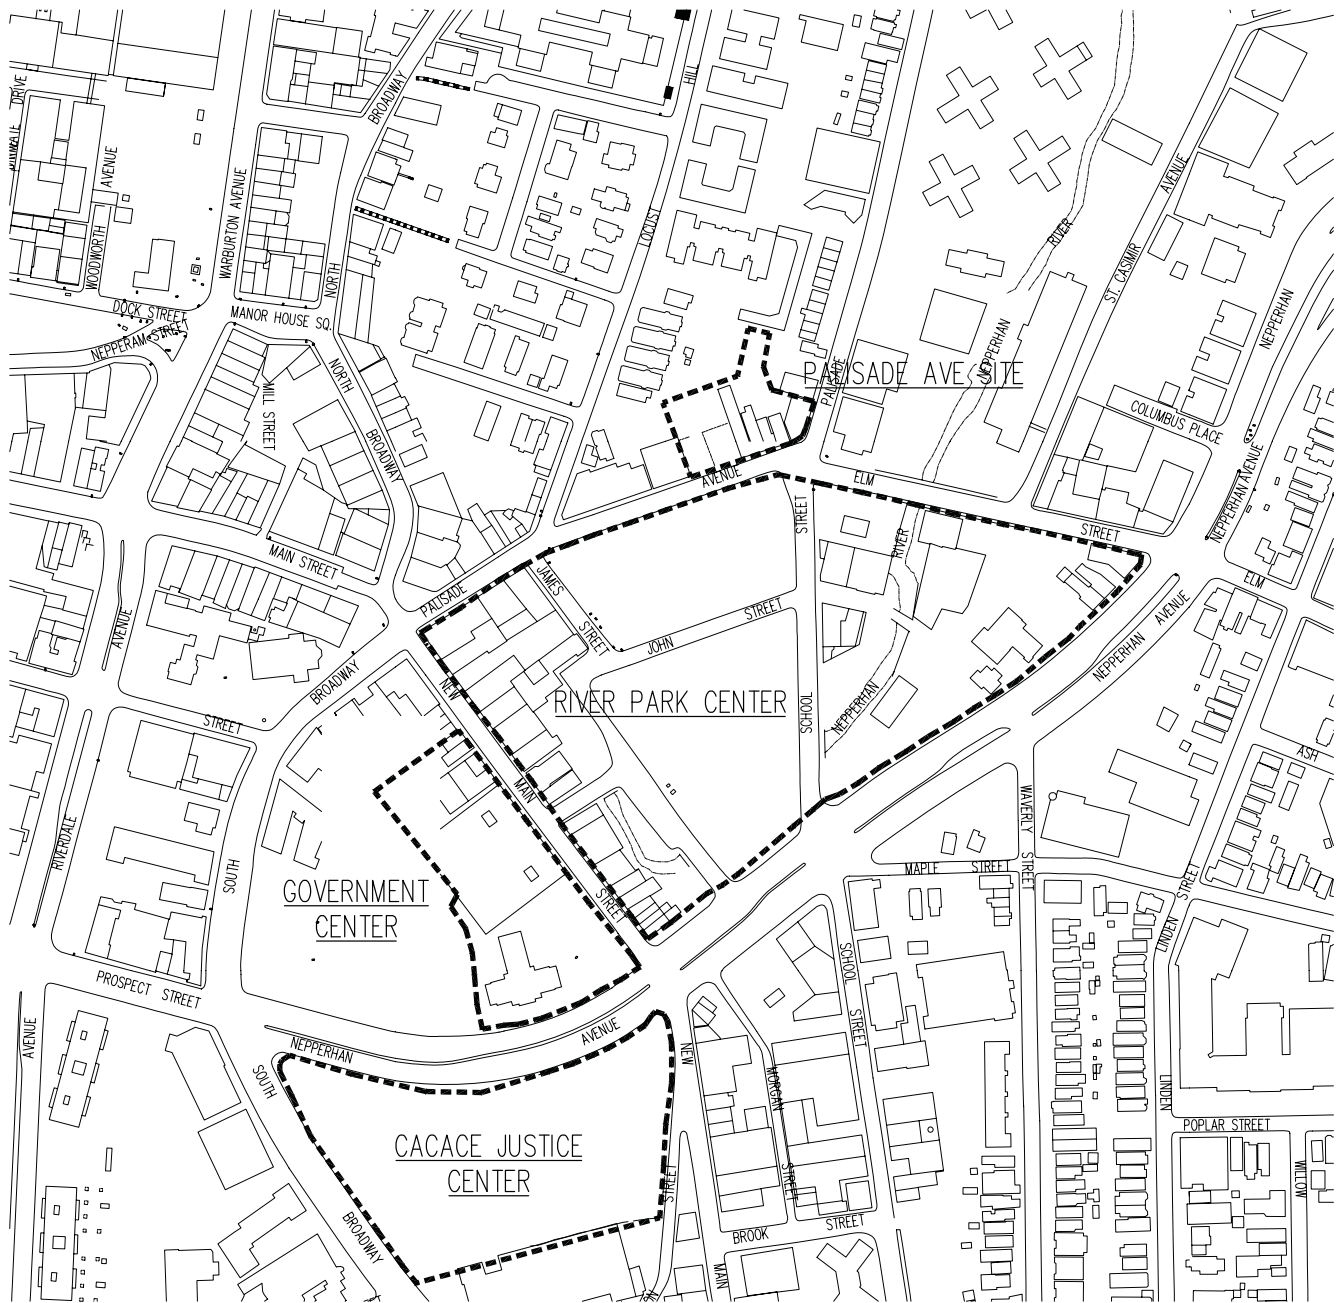 HILL
DRIVE
BROADWAY
AVENUE
WARBURTON AVENUE
WOODWORTH
NORTH
LOCUST
AVENUE
RIVER
ST. CASIMIR
NEPPERHAN
DOCK STREET
MANOR HOUSE SQ.
NEPPERAM STREET
NORTH
MILL STREET
BROADWAY
NEPPERHAN
PALISADE
PALISADE AVE SITE
COLUMBUS PLACE
NEPPERHAN AVENUE
AVENUE
ELM
STREET
STREET
RIVER
MAIN STREET
ELM
PALISADE
JAMES
STREET
JOHN
STREET
AVENUE
NEPPERHAN AVENUE
BROADWAY
NEW
RIVER PARK CENTER
SCHOOL
NEPPERHAN
STREET
ASH
MAIN
WAVERLY STREET
RIVERDALE
SOUTH
MAPLE STREET
GOVERNMENT
CENTER
STREET
STREET
LINDEN
SCHOOL
STREET
PROSPECT STREET
AVENUE
NEPPERHAN
AVENUE
NEW
SOUTH
MORGAN
STREET
LINDEN
POPLAR STREET
CACACE JUSTICE
CENTER
STREET
WILLOW
BROADWAY
BROOK
STREET
MAIN